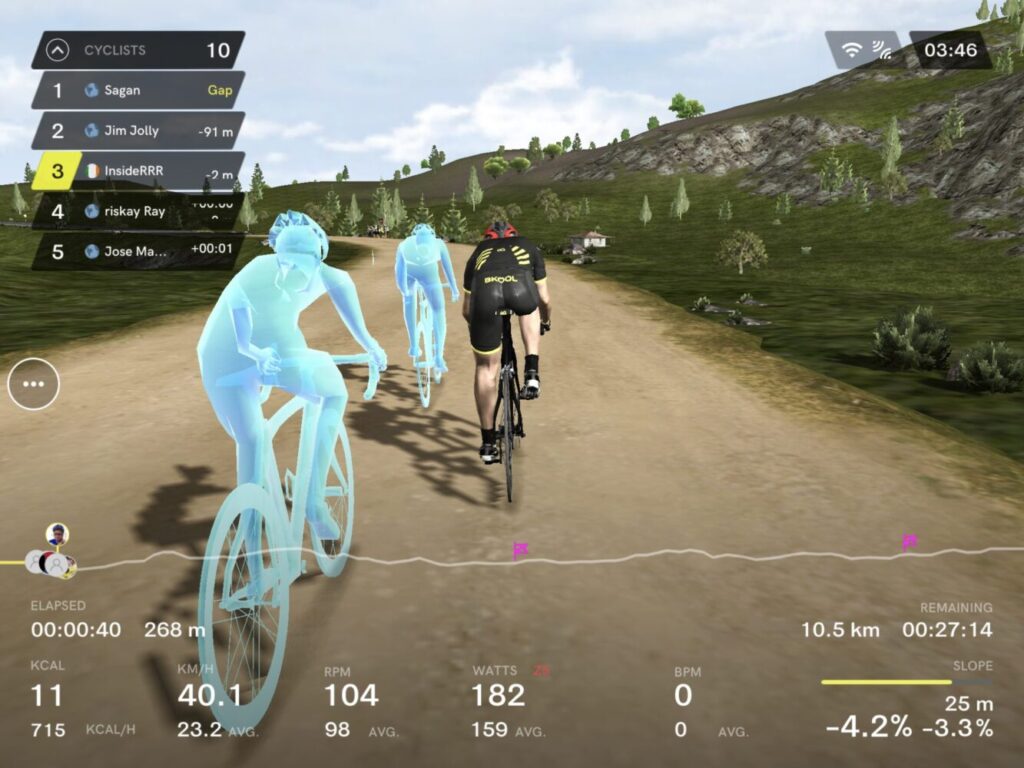 CYCLISTS 10
03:46
1 Sagan Gap
2 Jim Jolly -91 m
3 InsideRRR -2 m
4 riskay Ray
5 Jose Ma... +00:01
BKOOL
ELAPSED
00:00:40 268 m
REMAINING
10.5 km 00:27:14
KCAL
11
715 KCAL/H
KM/H
40.1
23.2 AVG.
RPM
104
98 AVG.
WATTS 25
182
159 AVG.
BPM
0
0 AVG.
SLOPE
25 m
-4.2% -3.3%